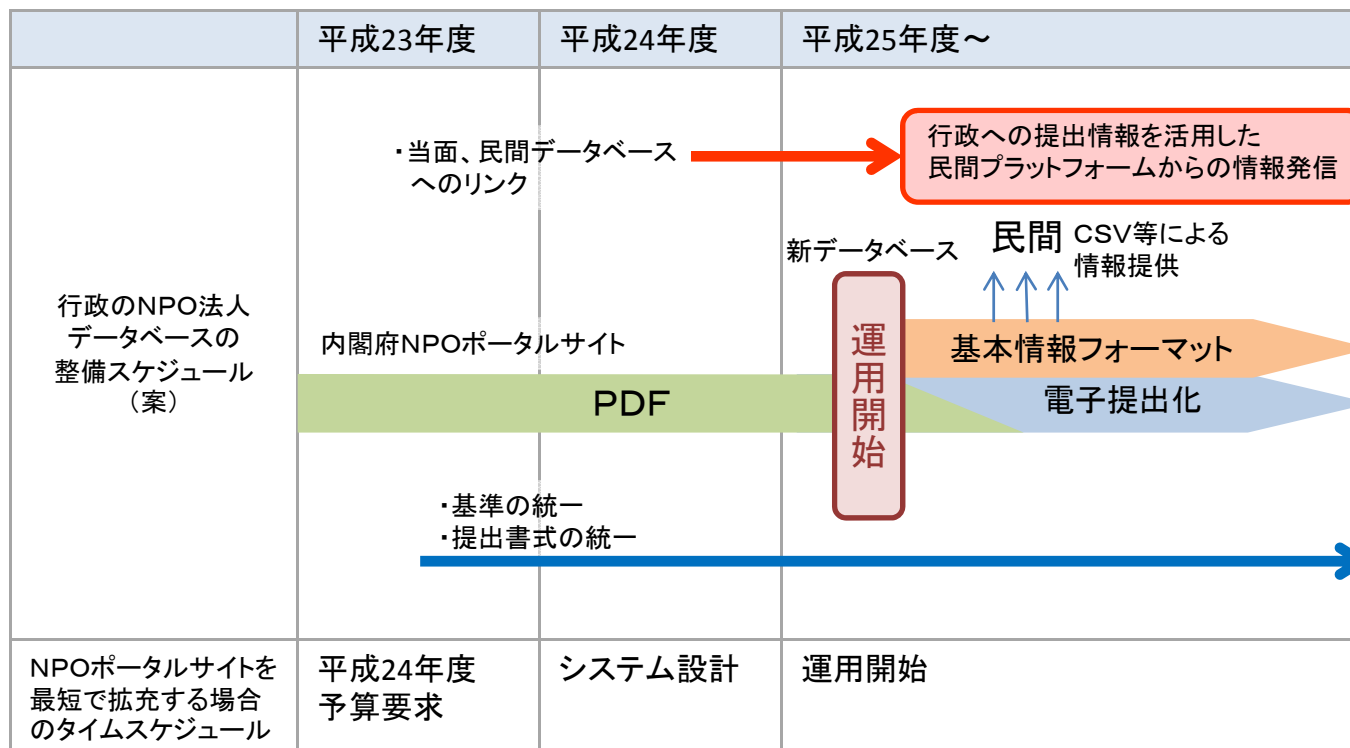 平成23年度
平成24年度
平成25年度～
行政のNPO法人
データベースの
整備スケジュール
（案）
・当面、民間データベース
へのリンク
行政への提出情報を活用した
民間プラットフォームからの情報発信
新データベース
民間
CSV等による
情報提供
内閣府NPOポータルサイト
運用開始
基本情報フォーマット
PDF
電子提出化
・基準の統一
・提出書式の統一
NPOポータルサイトを
最短で拡充する場合
のタイムスケジュール
平成24年度
予算要求
システム設計
運用開始